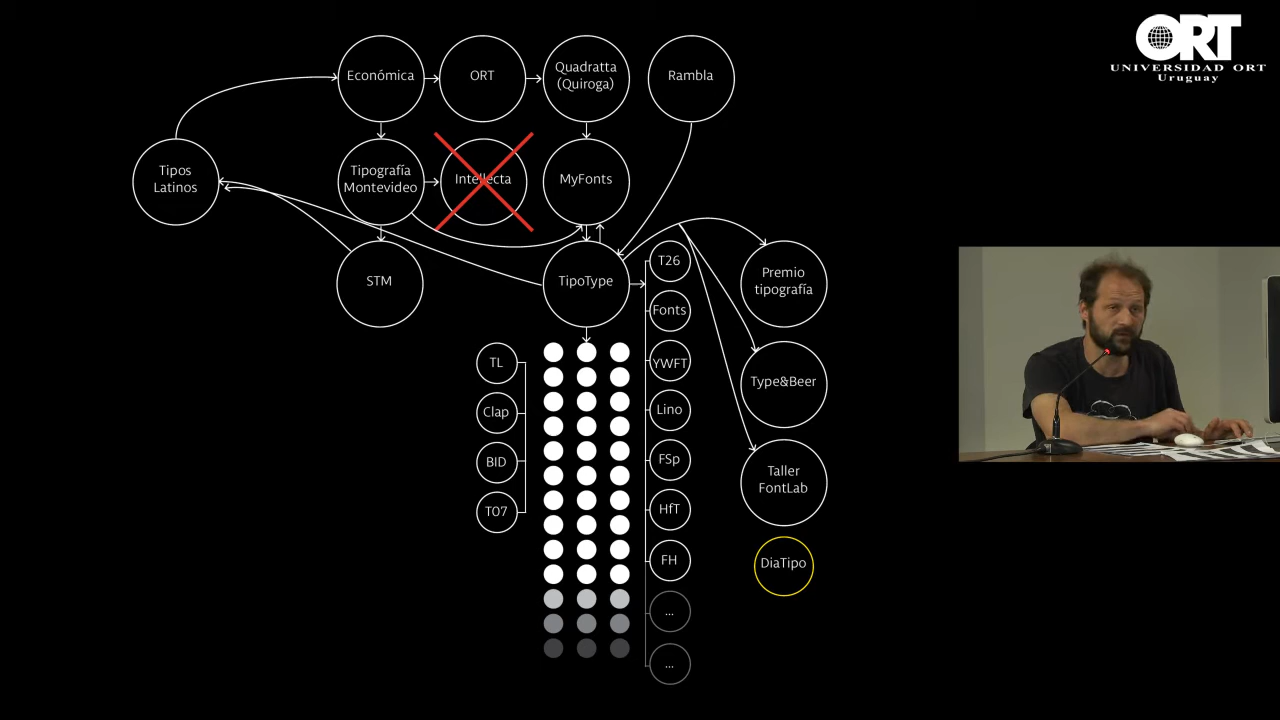 ORT
UNIVERSIDAD ORT
Uruguay
Económica
ORT
Quadratta
(Quiroga)
Rambla
Tipos
Latinos
Tipografía
Montevideo
Intellecta
MyFonts
STM
TipoType
T26
Fonts
YWFT
Lino
FSp
HfT
FH
...
...
TL
Clap
BID
T07
Premio
tipografía
Type&Beer
Taller
FontLab
DiaTipo